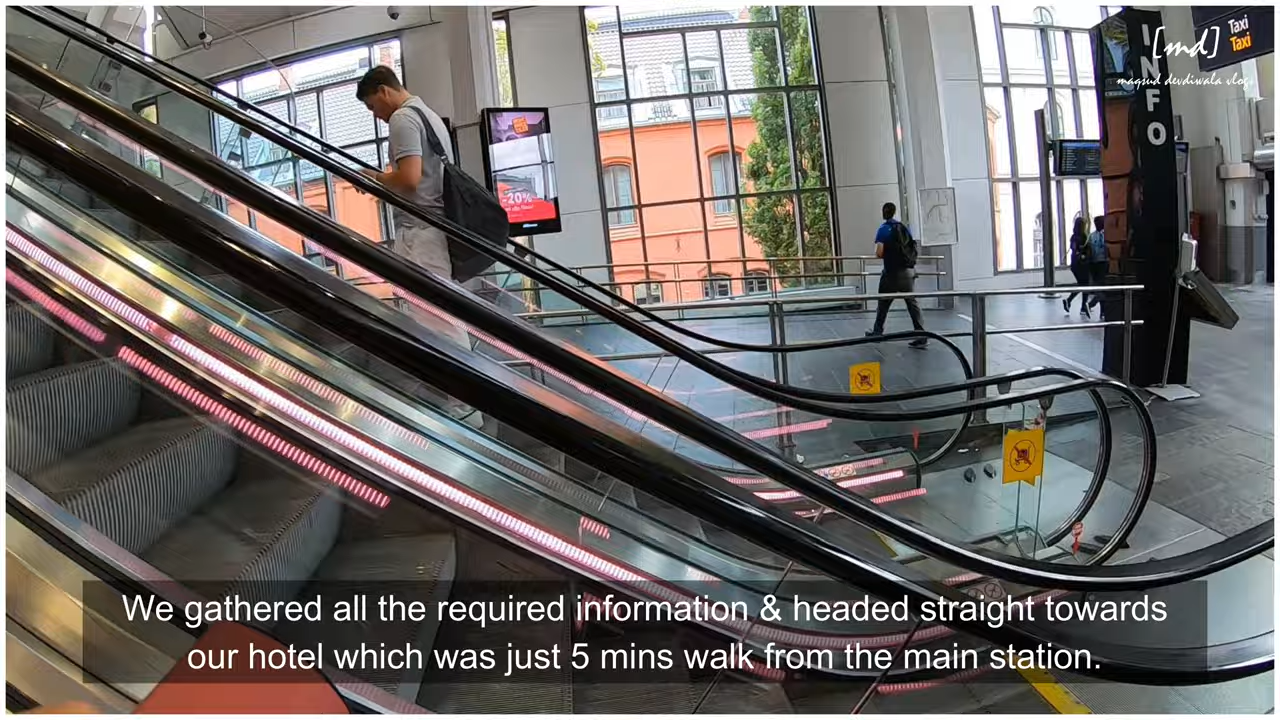 [md]
maqsud devdiwala vlogs
Taxi
Taxi
INFO
-20%
We gathered all the required information & headed straight towards
our hotel which was just 5 mins walk from the main station.